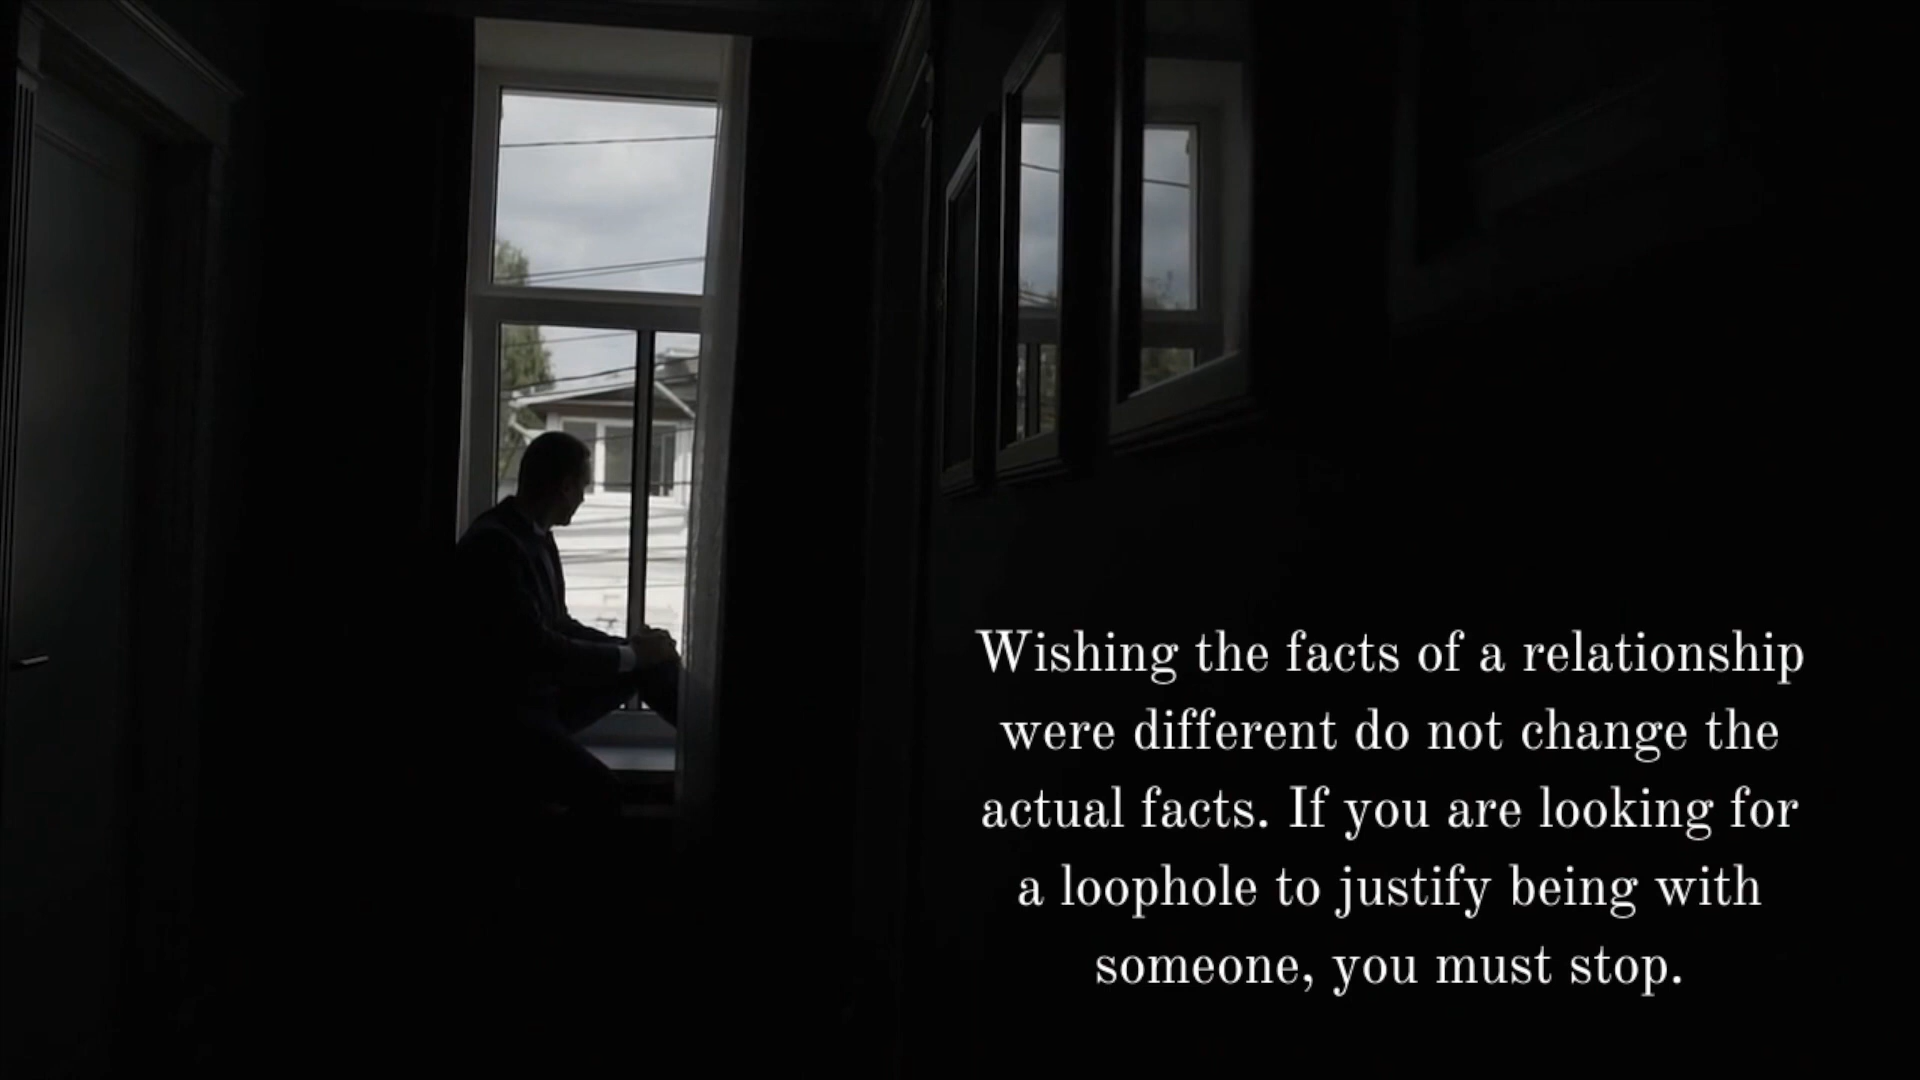 Wishing the facts of a relationship
were different do not change the
actual facts. If you are looking for
a loophole to justify being with
someone, you must stop.